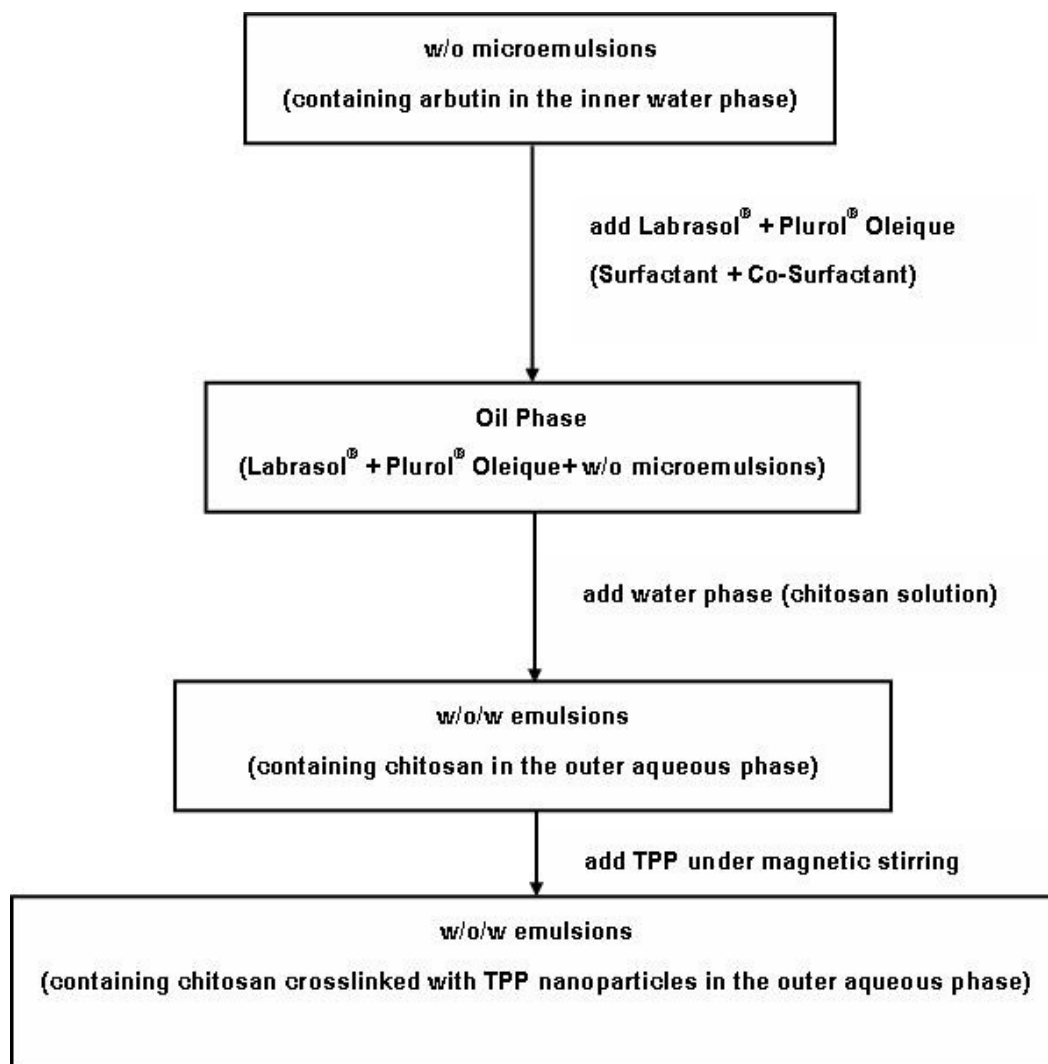 w/o microemulsions
(containing arbutin in the inner water phase)
add Labrasol® + Plurol® Oleique
(Surfactant + Co-Surfactant)
Oil Phase
(Labrasol® + Plurol® Oleique+ w/o microemulsions)
add water phase (chitosan solution)
w/o/w emulsions
(containing chitosan in the outer aqueous phase)
add TPP under magnetic stirring
w/o/w emulsions
(containing chitosan crosslinked with TPP nanoparticles in the outer aqueous phase)